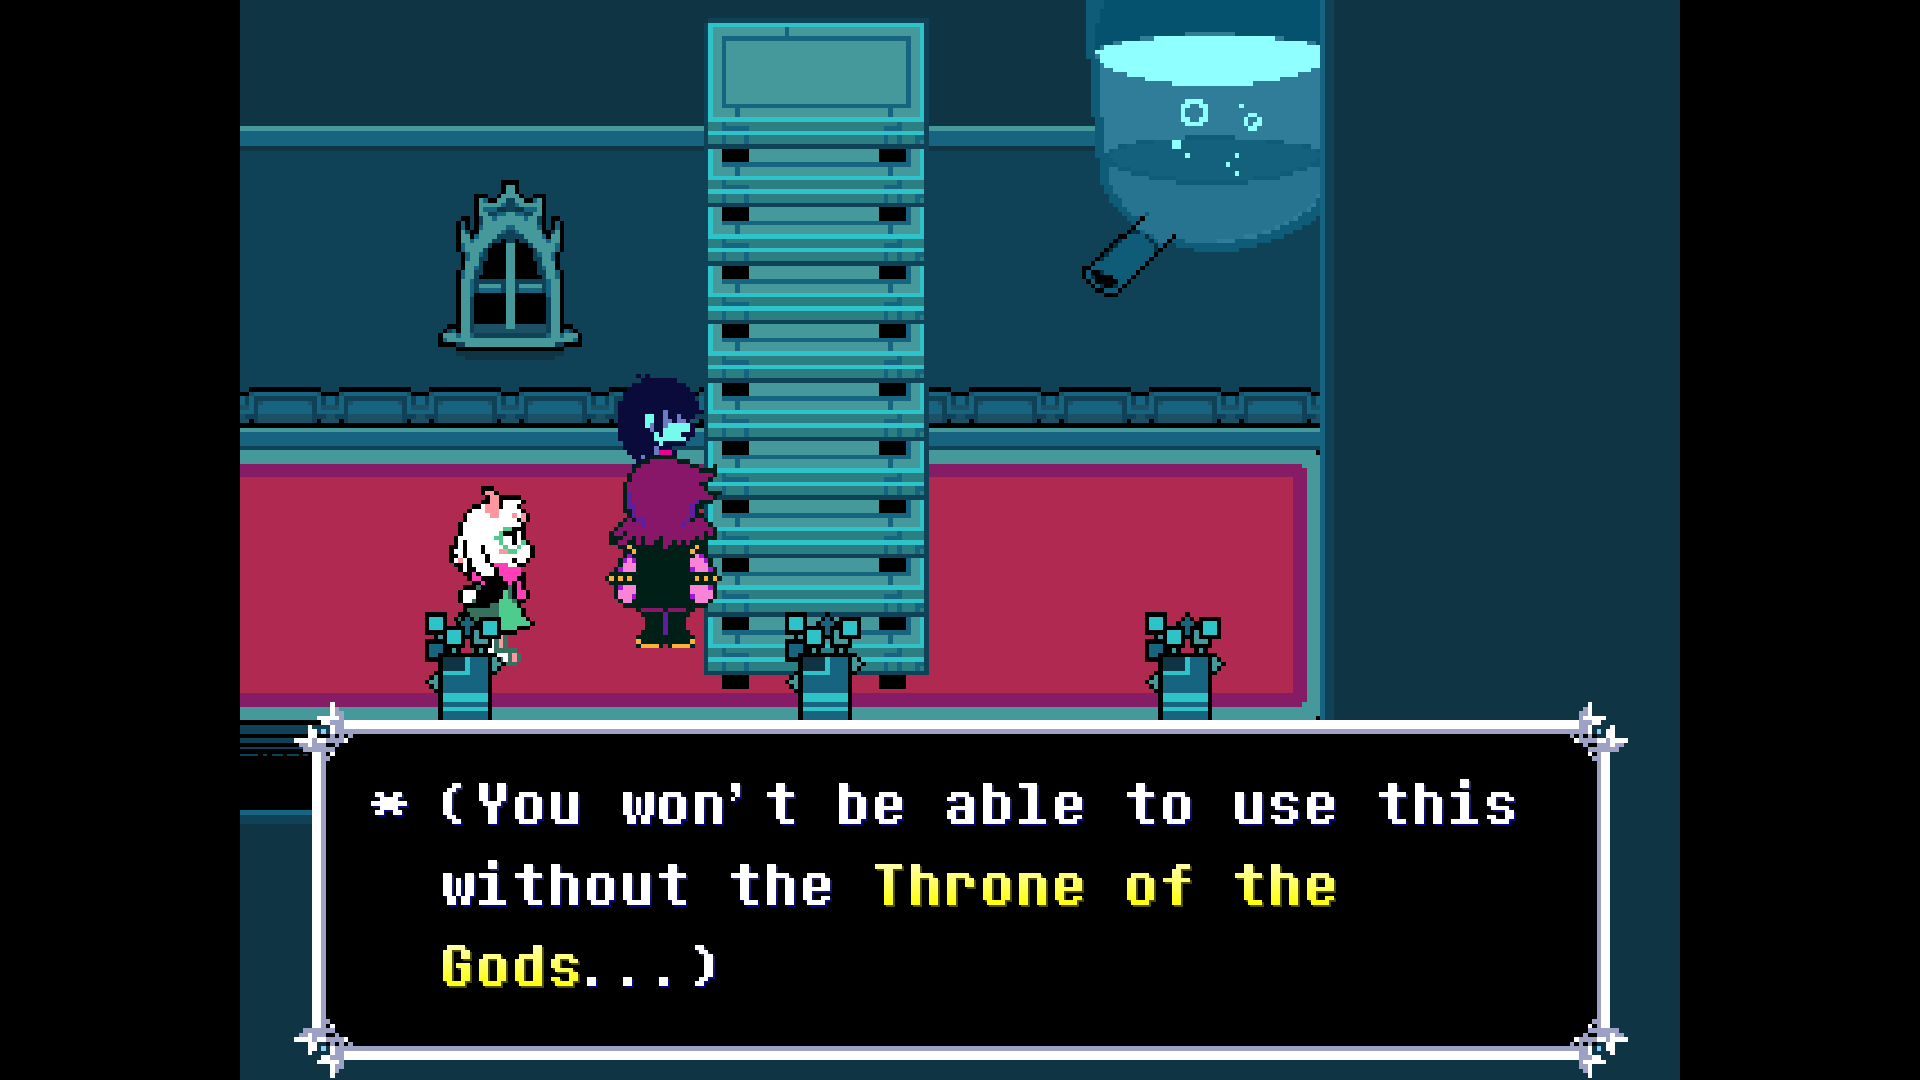 * (You won't be able to use this
without the Throne of the
Gods...)